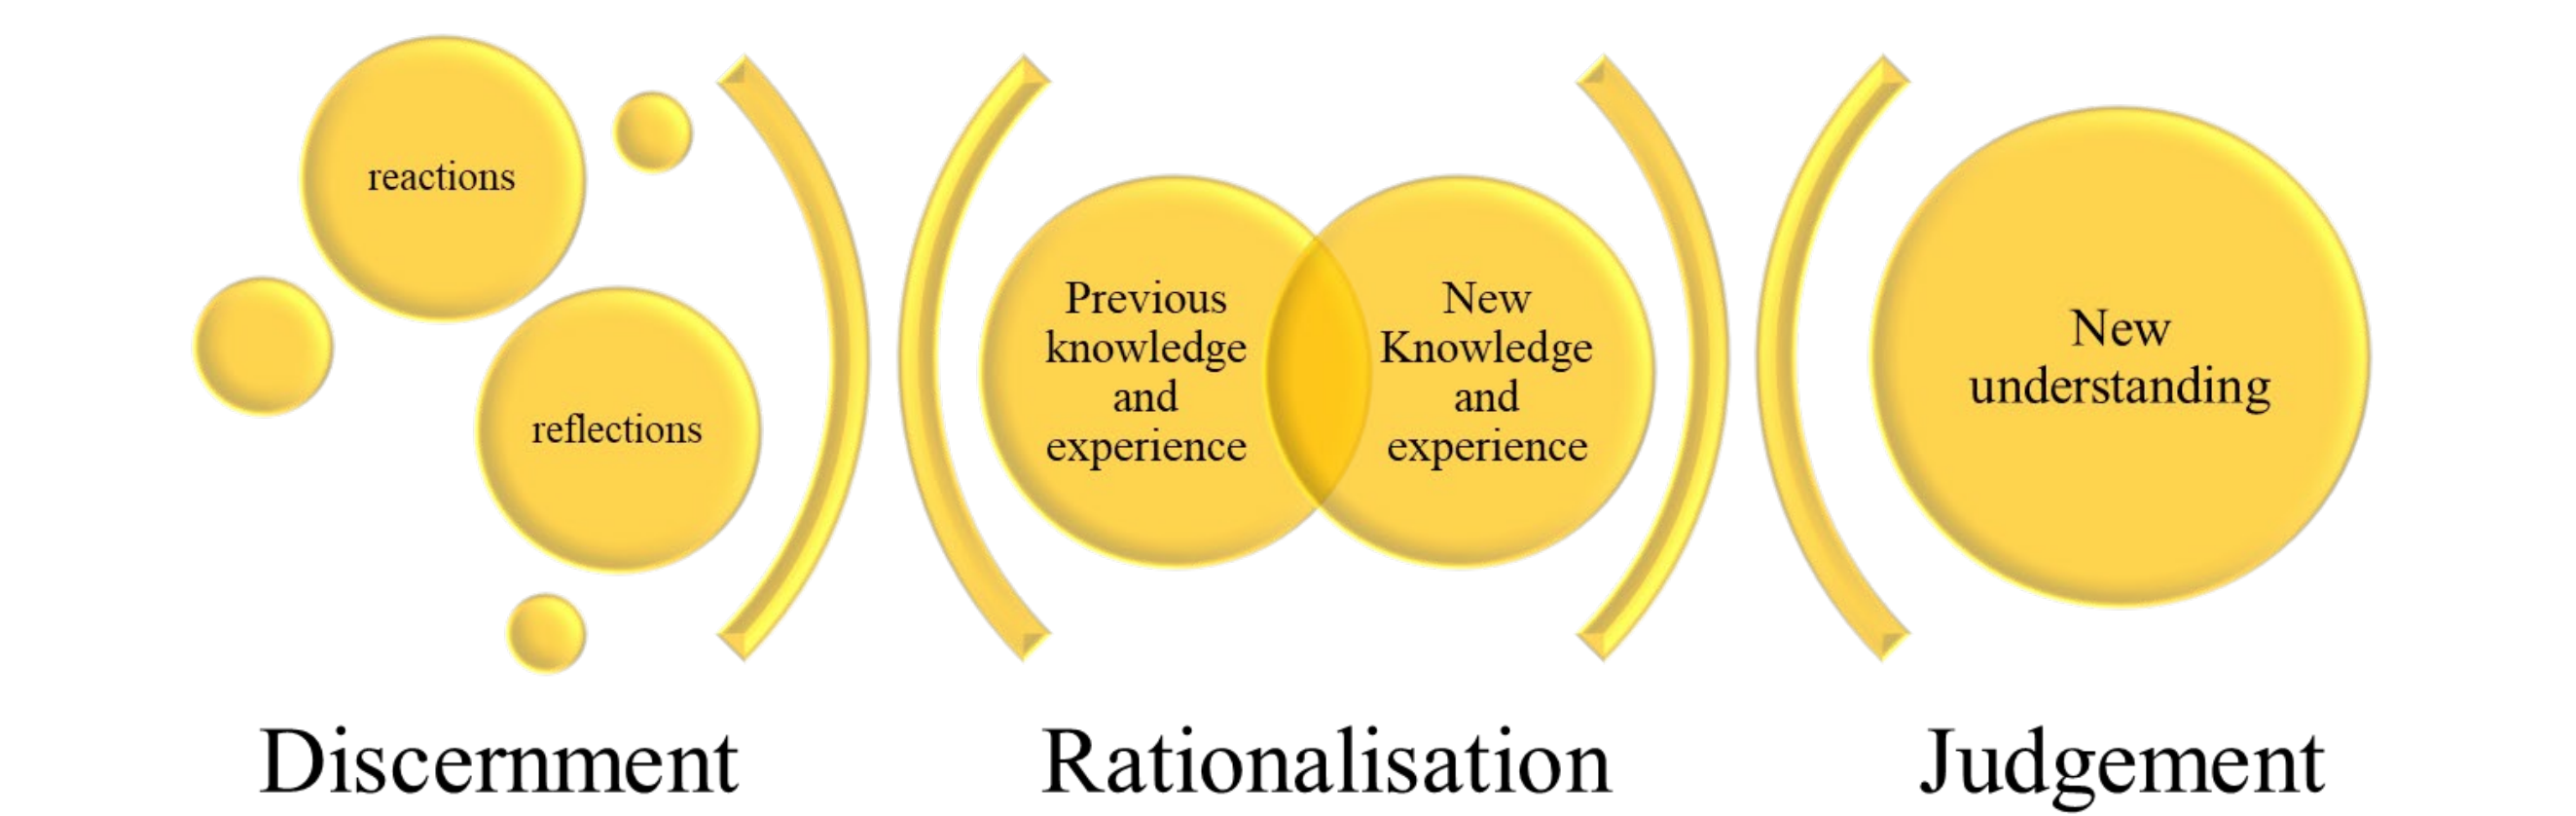 reactions
reflections
Discernment
Previous
knowledge
and
experience
New
Knowledge
and
experience
Rationalisation
New
understanding
Judgement